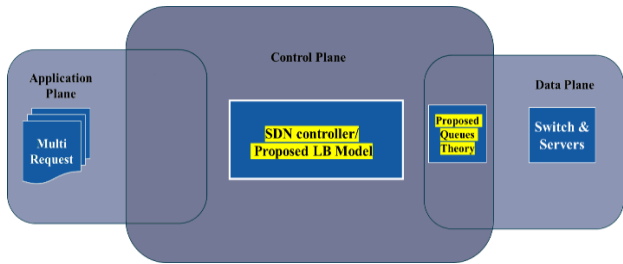 Control Plane
Application
Plane
Multi
Request
SDN controller/
Proposed LB Model
Proposed
Queues
Theory
Data Plane
Switch &
Servers